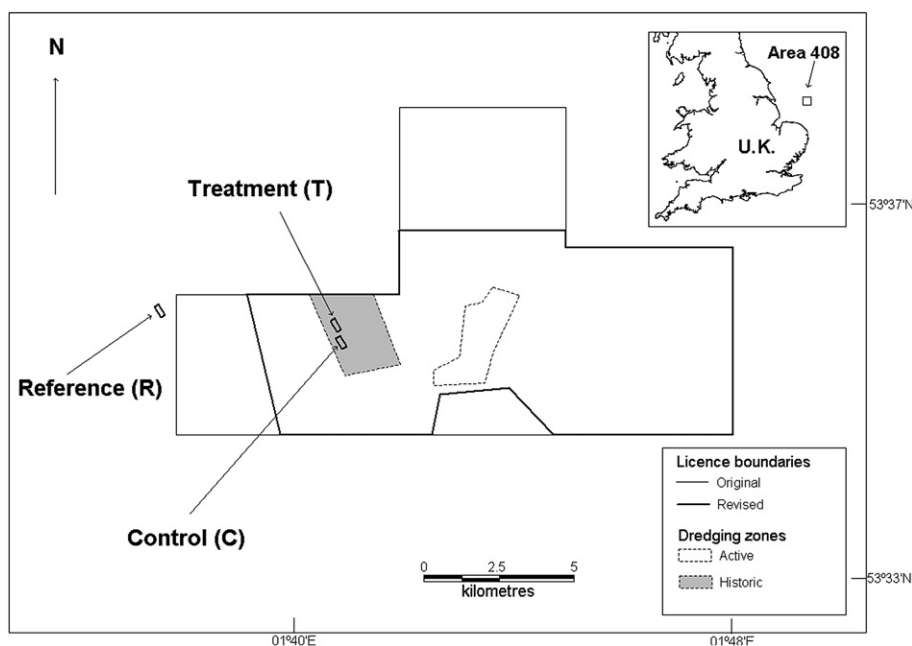 N
Area 408
U.K.
Treatment (T)
53º37'N
Reference (R)
Control (C)
0 2.5 5
kilometres
Licence boundaries
Original
Revised
Dredging zones
Active
Historic
53º33'N
01º40'E
01º48'E